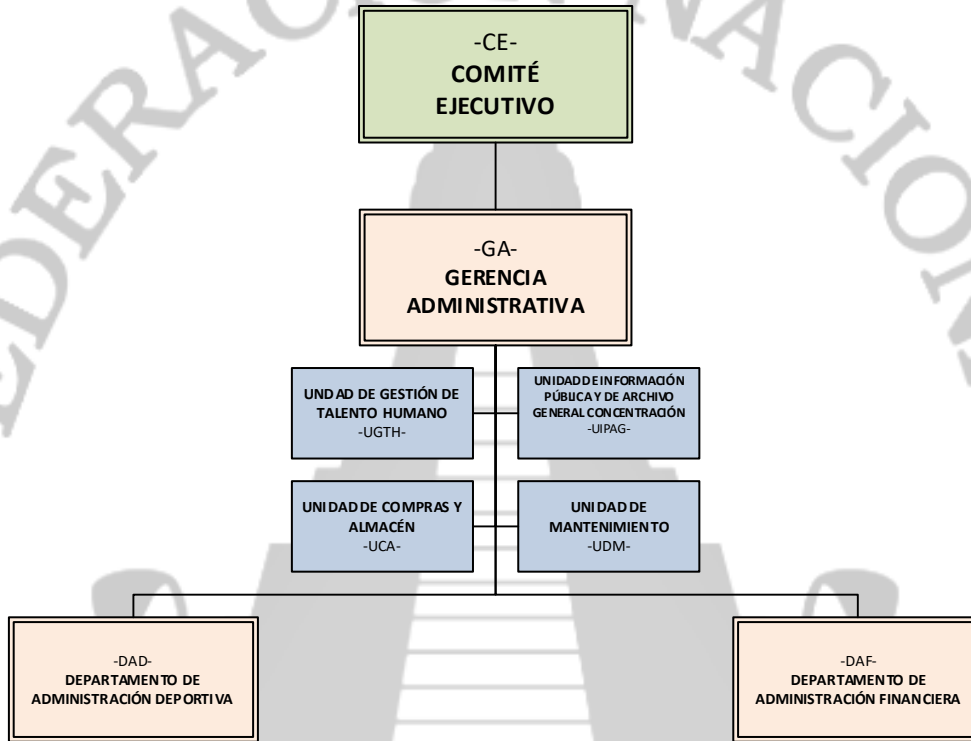 -CE-
COMITÉ
EJECUTIVO
-GA-
GERENCIA
ADMINISTRATIVA
UNDAD DE GESTIÓN DE
TALENTO HUMANO
-UGTH-
UNIDAD DE INFORMACIÓN
PÚBLICA Y DE ARCHIVO
GENERAL CONCENTRACIÓN
-UIPAG-
UNIDAD DE COMPRAS Y
ALMACÉN
-UCA-
UNIDAD DE
MANTENIMIENTO
-UDM-
-DAD-
DEPARTAMENTO DE
ADMINISTRACIÓN DEPORTIVA
-DAF-
DEPARTAMENTO DE
ADMINISTRACIÓN FINANCIERA